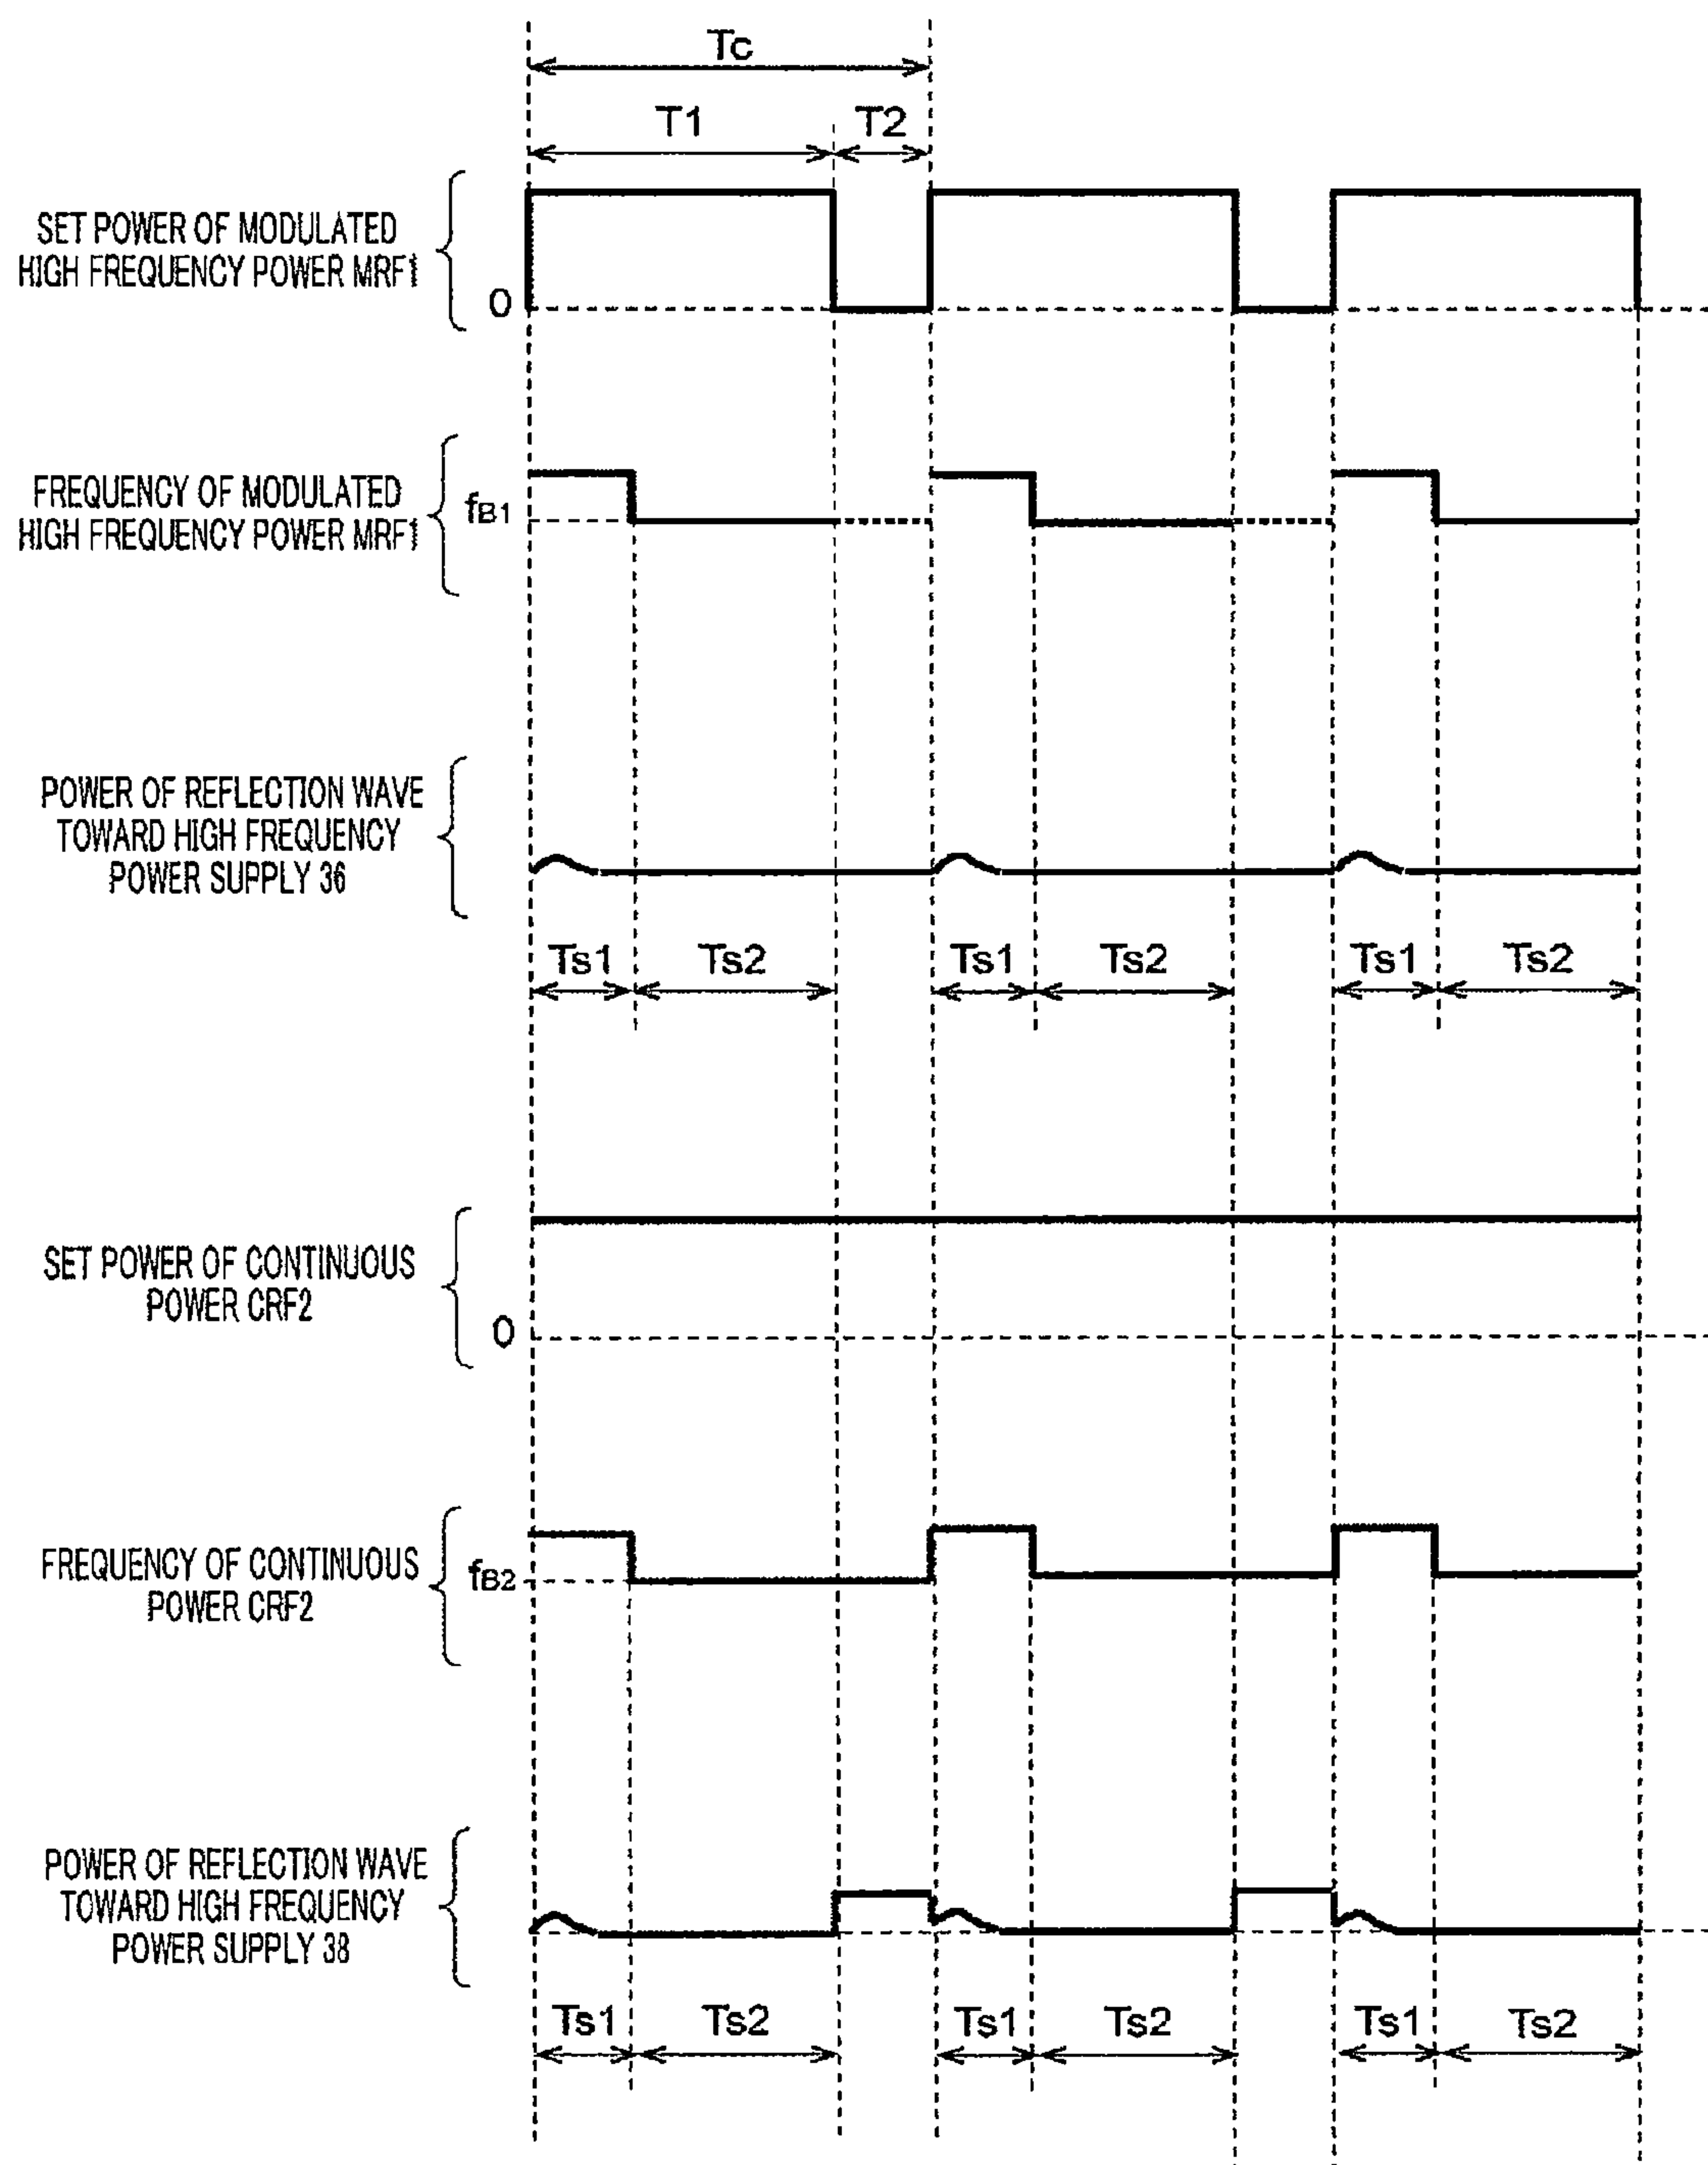 Tc
T1 T2
SET POWER OF MODULATED
HIGH FREQUENCY POWER MRF1
0
FREQUENCY OF MODULATED
HIGH FREQUENCY POWER MRF1
fB1
POWER OF REFLECTION WAVE
TOWARD HIGH FREQUENCY
POWER SUPPLY 36
Ts1 Ts2 Ts1 Ts2 Ts1 Ts2
SET POWER OF CONTINUOUS
POWER CRF2
0
FREQUENCY OF CONTINUOUS
POWER CRF2
fB2
POWER OF REFLECTION WAVE
TOWARD HIGH FREQUENCY
POWER SUPPLY 38
Ts1 Ts2 Ts1 Ts2 Ts1 Ts2